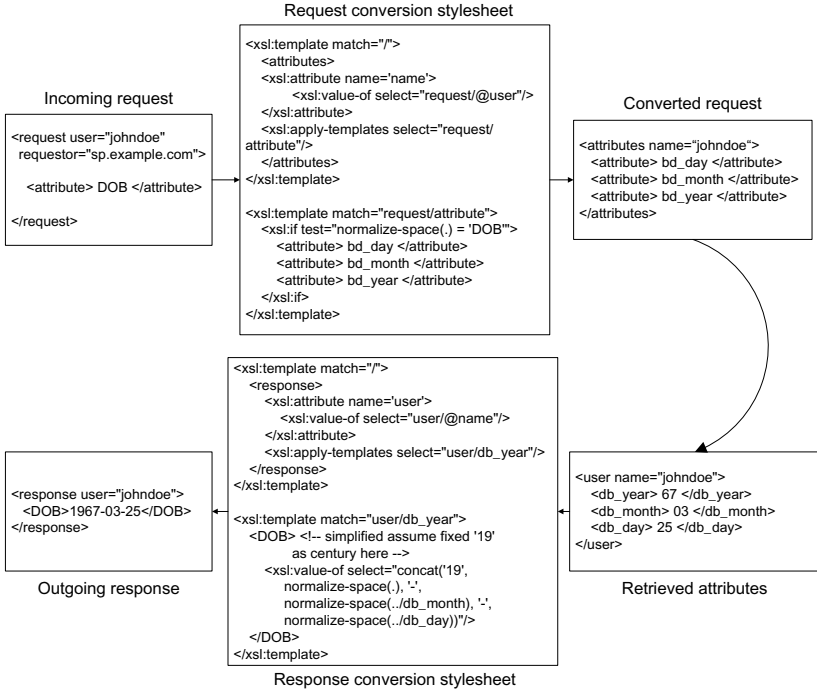 Request conversion stylesheet
Incoming request
<request user="johndoe"
requestor="sp.example.com">
<attribute> DOB </attribute>
</request>
<xsl:template match="/">
<attributes>
<xsl:attribute name='name'>
<xsl:value-of select="request/@user"/>
</xsl:attribute>
<xsl:apply-templates select="request/
attribute"/>
</attributes>
</xsl:template>
<xsl:template match="request/attribute">
<xsl:if test="normalize-space(.) = 'DOB'">
<attribute> bd_day </attribute>
<attribute> bd_month </attribute>
<attribute> bd_year </attribute>
</xsl:if>
</xsl:template>
Converted request
<attributes name=“johndoe“>
<attribute> bd_day </attribute>
<attribute> bd_month </attribute>
<attribute> bd_year </attribute>
</attributes>
<user name="johndoe">
<db_year> 67 </db_year>
<db_month> 03 </db_month>
<db_day> 25 </db_day>
</user>
Retrieved attributes
<xsl:template match="/">
<response>
<xsl:attribute name='user'>
<xsl:value-of select="user/@name"/>
</xsl:attribute>
<xsl:apply-templates select="user/db_year"/>
</response>
</xsl:template>
<xsl:template match="user/db_year">
<DOB> <!-- simplified assume fixed '19'
as century here -->
<xsl:value-of select="concat('19',
normalize-space(.), '-',
normalize-space(../db_month), '-',
normalize-space(../db_day))"/>
</DOB>
</xsl:template>
Response conversion stylesheet
<response user="johndoe">
<DOB>1967-03-25</DOB>
</response>
Outgoing response